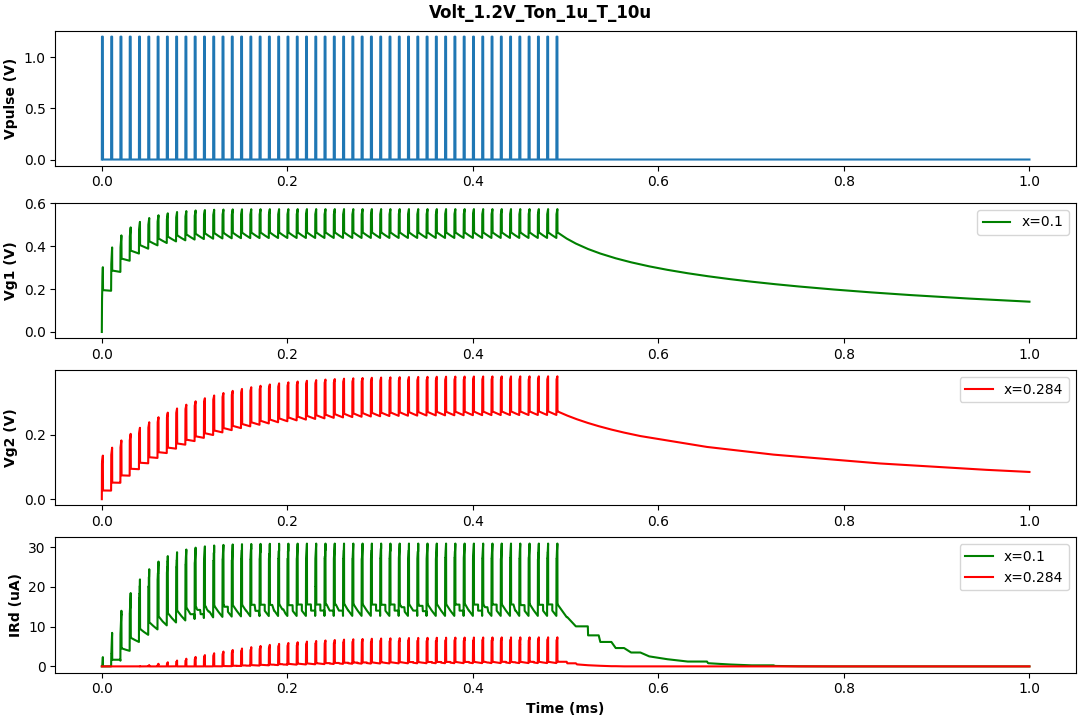 Volt_1.2V_Ton_1u_T_10u
1.0
0.5
0.0
Vpulse (V)
0.0 0.2 0.4 0.6 0.8 1.0
0.6
0.4
0.2
0.0
Vg1 (V)
x=0.1
0.0 0.2 0.4 0.6 0.8 1.0
0.2
0.0
Vg2 (V)
x=0.284
0.0 0.2 0.4 0.6 0.8 1.0
30
20
10
0
IRd (uA)
x=0.1
x=0.284
0.0 0.2 0.4 0.6 0.8 1.0
Time (ms)